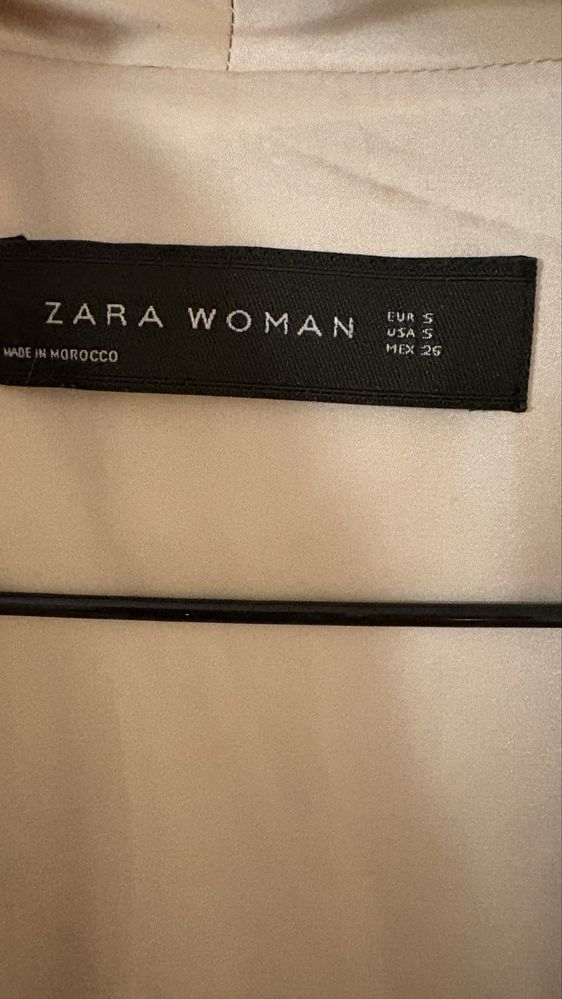 ZARA WOMAN
MADE IN MOROCCO
EUR S
USA S
MEX 26